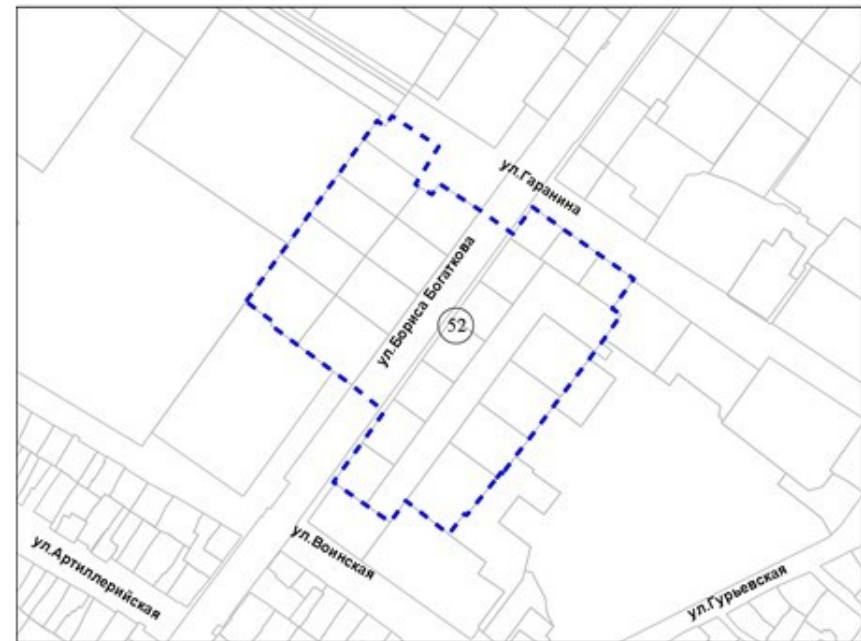 ул.Гаранина
ул.Бориса Богаткова
52
ул.Воинская
ул.Артиллерийская
ул.Гурьевская